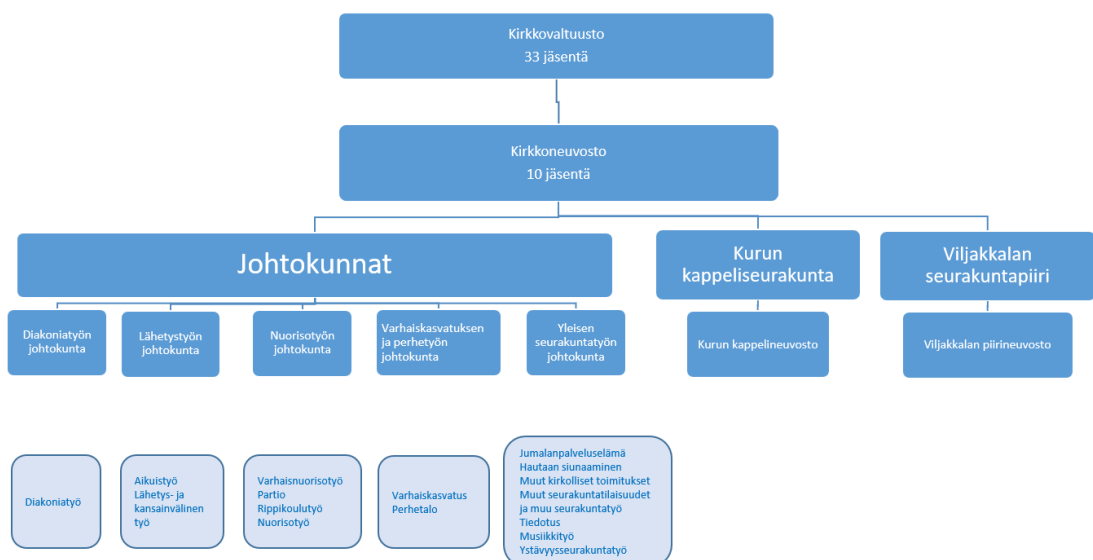 Kirkkovaltuusto
33 jäsentä
Kirkkoneuvosto
10 jäsentä
Johtokunnat
Kurun
kappeliseurakunta
Viljakkalan
seurakuntapiiri
Diakoniatyön
johtokunta
Lähetystyön
johtokunta
Nuorisotyön
johtokunta
Varhaiskasvatuksen
ja perhetyön
johtokunta
Yleisen
seurakuntatyön
johtokunta
Kurun kappelineuvosto
Viljakkalan piirineuvosto
Diakoniatyö
Aikuistyö
Lähetys- ja
kansainvälinen
työ
Varhaisnuorisotyö
Partio
Rippikoulutyö
Nuorisotyö
Varhaiskasvatus
Perhetalo
Jumalanpalveluselämä
Hautaan siunaaminen
Muut kirkolliset toimitukset
Muut seurakuntatilaisuudet
ja muu seurakuntatyö
Tiedotus
Musiikkityö
Ystävyysseurakuntatyö